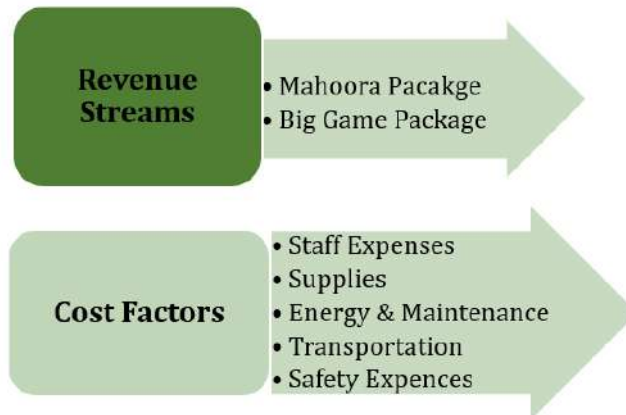 Revenue
Streams
• Mahoora Pacakge
• Big Game Package
Cost Factors
• Staff Expenses
• Supplies
• Energy & Maintenance
• Transportation
• Safety Expences